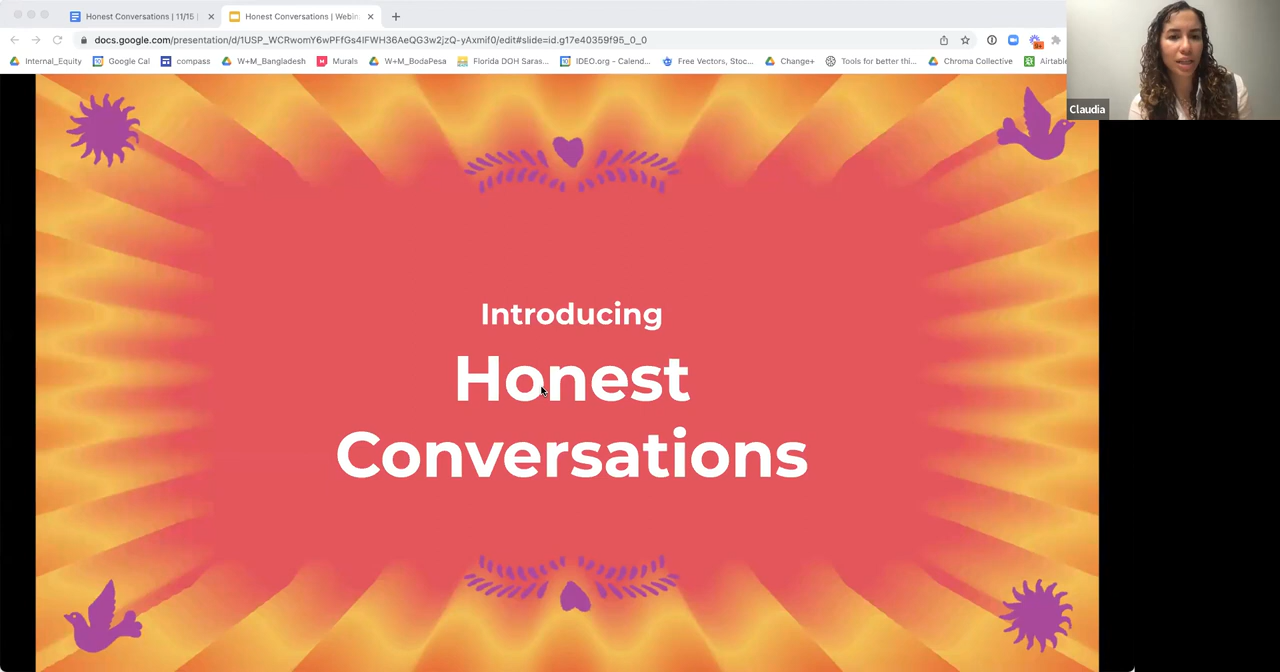 Honest Conversations | 11/15 |
Honest Conversations | Webin
docs.google.com/presentation/d/1USP_WCRwomY6wPFfGs4IFWH36AeQG3w2jzQ-yAxmif0/edit#slide=id.g17e40359f95_0_0
Internal_Equity
Google Cal
compass
W+M_Bangladesh
Murals
W+M_BodaPesa
Florida DOH Saras...
IDEO.org - Calend...
Free Vectors, Stoc...
Change+
Tools for better thi...
Chroma Collective
Airtable
Claudia
Introducing
Honest
Conversations